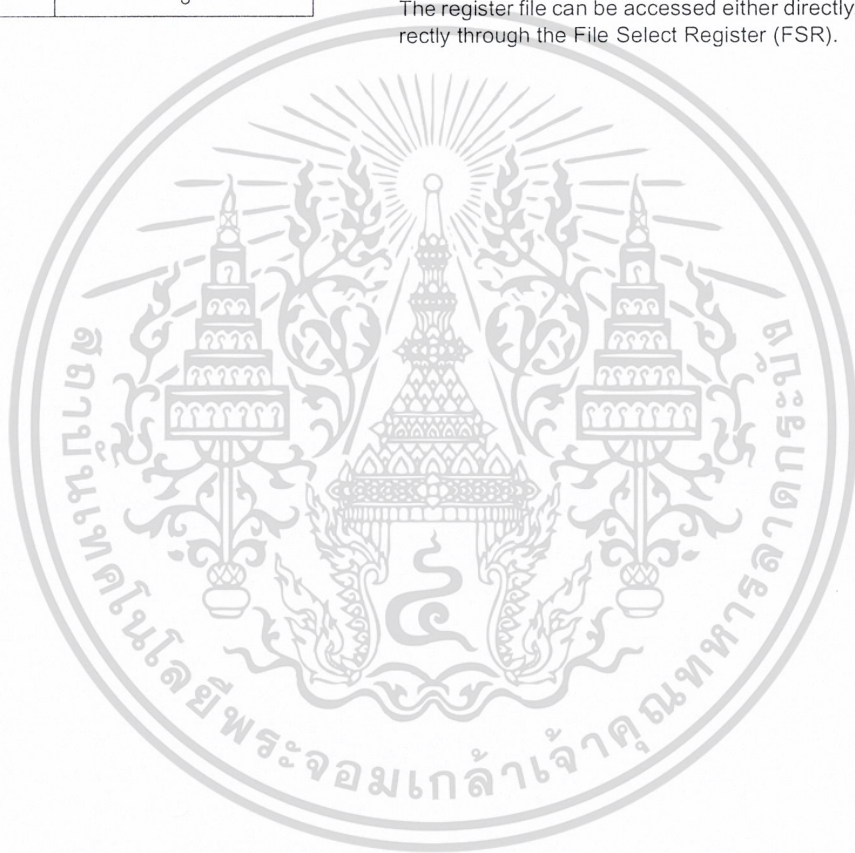 The register file can be accessed either directly
rectly through the File Select Register (FSR).
สถาบันเทคโนโลยีพระจอมเกล้าเจ้าคุณทหารลาดกระบัง
๔